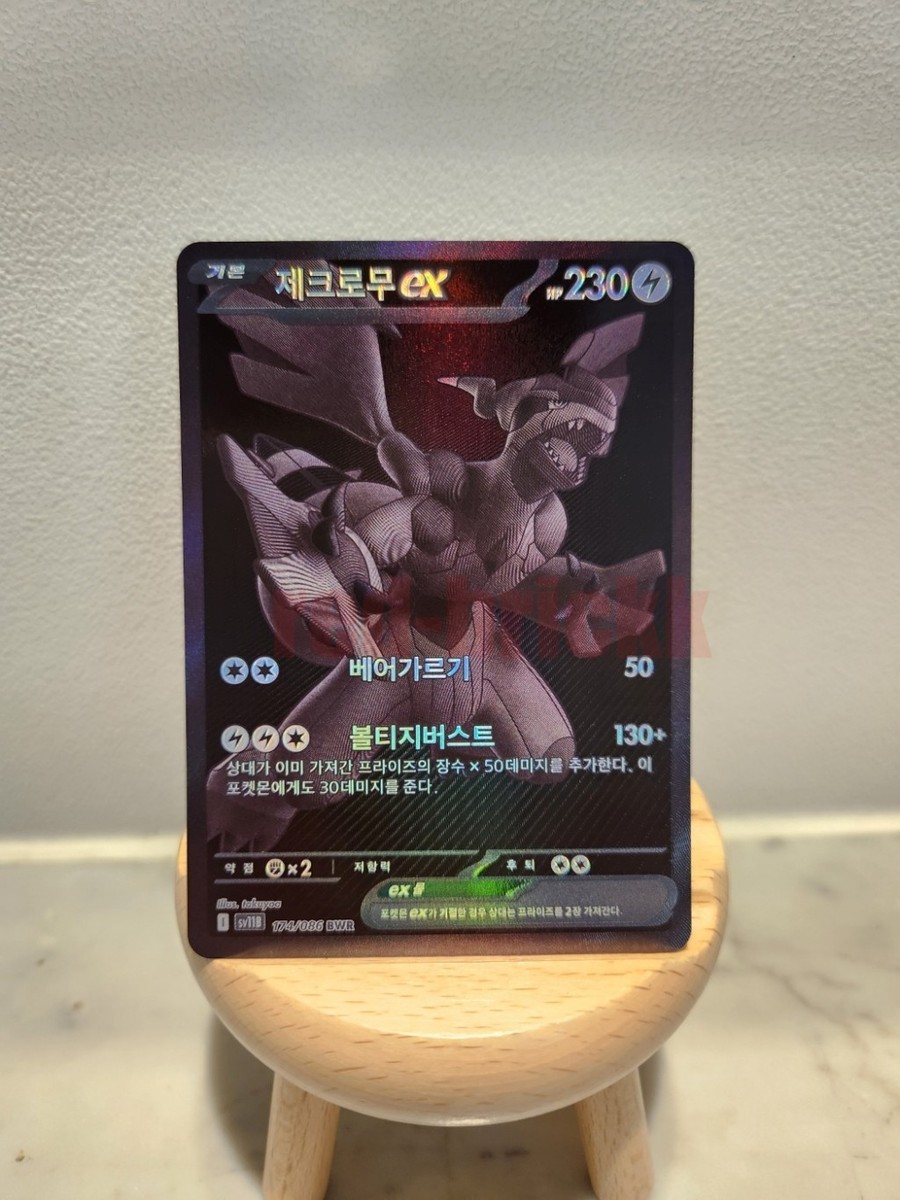 기본 제크로무 ex HP 230
베어가르기 50
볼티지버스트 130+
상대가 이미 가져간 프라이즈의 장수 × 50데미지를 추가한다. 이
포켓몬에게도 30데미지를 준다.
약점 ×2 저항력 후퇴
ex 룰
포켓몬 ex가 기절한 경우 상대는 프라이즈를 2장 가져간다.
Illus. takuyoa
I sv11B 174/086 BWR